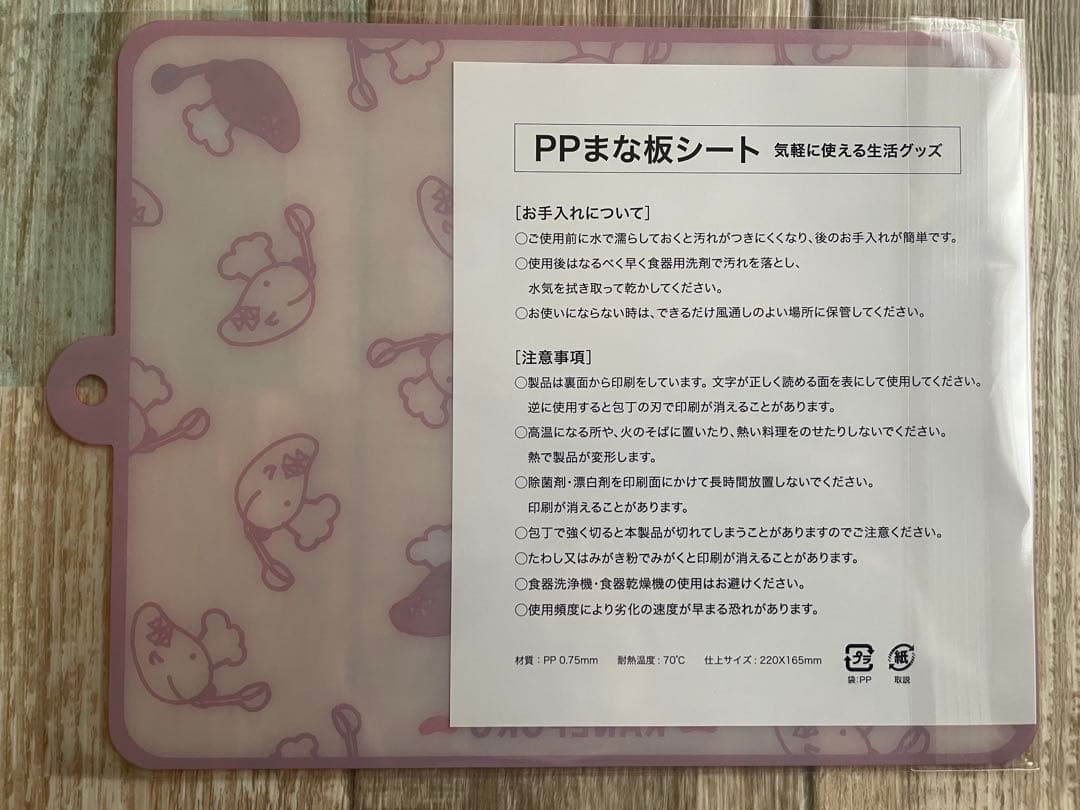 PPまな板シート 気軽に使える生活グッズ
［お手入れについて］
○ご使用前に水で濡らしておくと汚れがつきにくくなり、後のお手入れが簡単です。
○使用後はなるべく早く食器用洗剤で汚れを落とし、
水気を拭き取って乾かしてください。
○お使いにならない時は、できるだけ風通しのよい場所に保管してください。
［注意事項］
○製品は裏面から印刷をしています。文字が正しく読める面を表にして使用してください。
逆に使用すると包丁の刃で印刷が消えることがあります。
○高温になる所や、火のそばに置いたり、熱い料理をのせたりしないでください。
熱で製品が変形します。
○除菌剤・漂白剤を印刷面にかけて長時間放置しないでください。
印刷が消えることがあります。
○包丁で強く切ると本製品が切れてしまうことがありますのでご注意ください。
○たわし又はみがき粉でみがくと印刷が消えることがあります。
○食器洗浄機・食器乾燥機の使用はお避けください。
○使用頻度により劣化の速度が早まる恐れがあります。
材質：PP 0.75mm 耐熱温度：70℃ 仕上サイズ：220X165mm
プラ 紙
袋:PP 取説